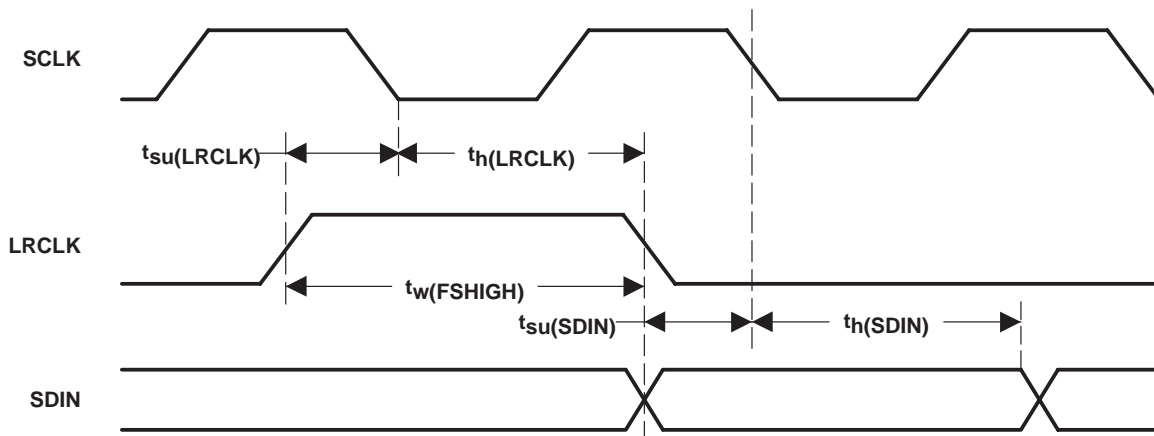 SCLK
tsu(LRCLK)
th(LRCLK)
LRCLK
tw(FSHIGH)
tsu(SDIN)
th(SDIN)
SDIN